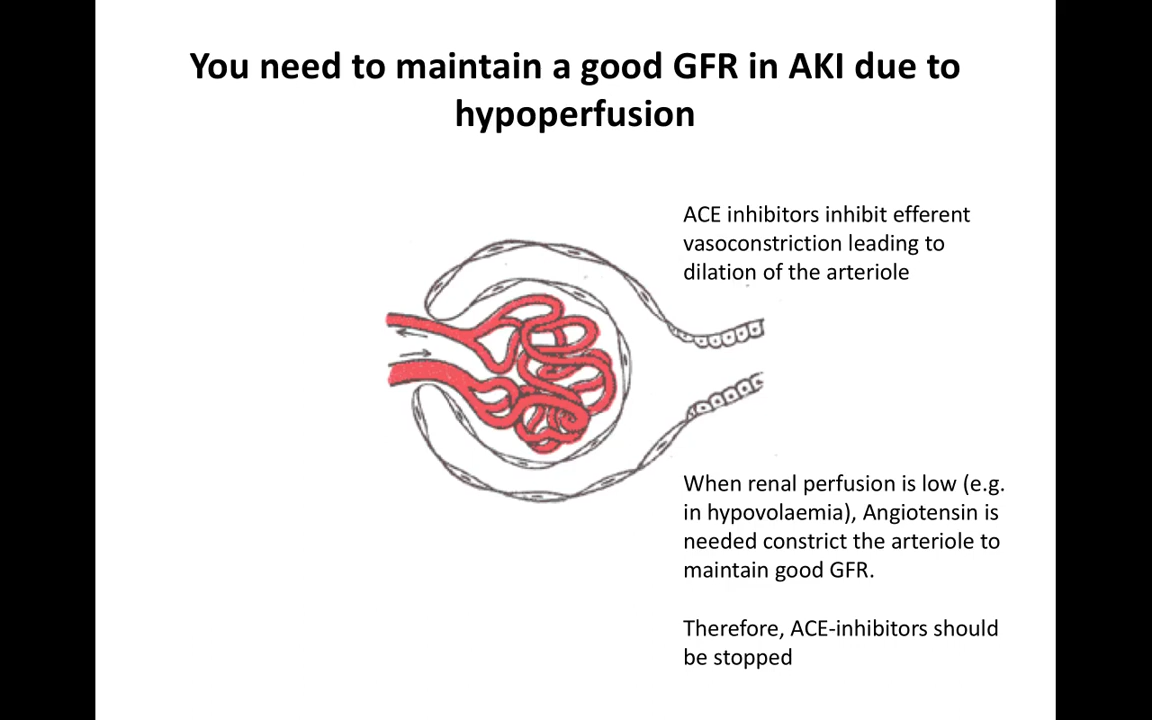 You need to maintain a good GFR in AKI due to
hypoperfusion
ACE inhibitors inhibit efferent
vasoconstriction leading to
dilation of the arteriole
When renal perfusion is low (e.g.
in hypovolaemia), Angiotensin is
needed constrict the arteriole to
maintain good GFR.
Therefore, ACE-inhibitors should
be stopped